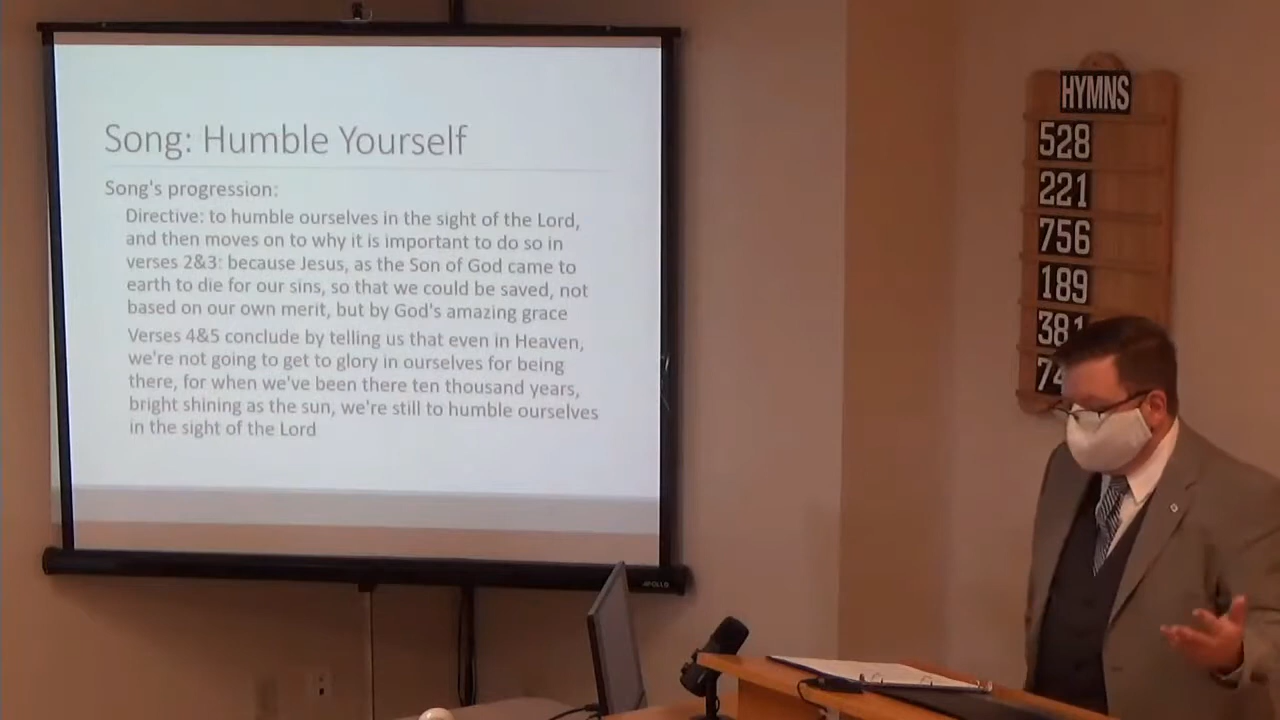 Song: Humble Yourself
Song's progression:
Directive: to humble ourselves in the sight of the Lord,
and then moves on to why it is important to do so in
verses 2&3: because Jesus, as the Son of God came to
earth to die for our sins, so that we could be saved, not
based on our own merit, but by God's amazing grace
Verses 4&5 conclude by telling us that even in Heaven,
we're not going to get to glory in ourselves for being
there, for when we've been there ten thousand years,
bright shining as the sun, we're still to humble ourselves
in the sight of the Lord
APOLLO
HYMNS
528
221
756
189
381